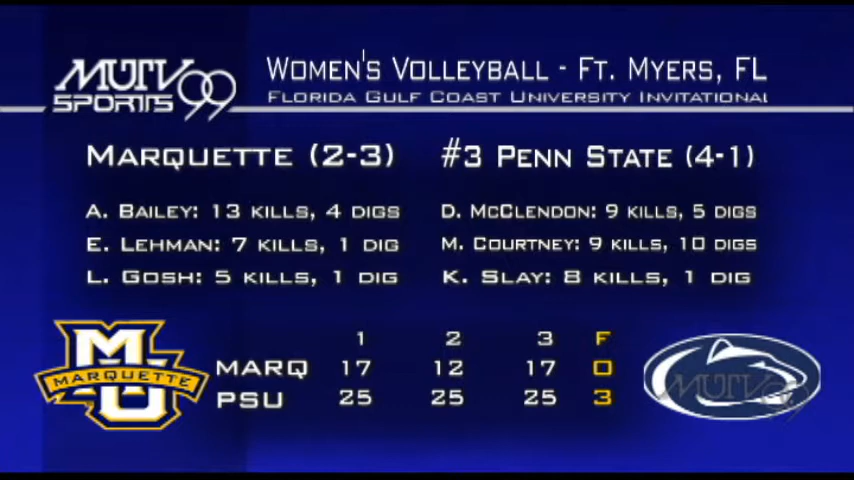 MUTV 99
SPORTS
WOMEN'S VOLLEYBALL - FT. MYERS, FL
FLORIDA GULF COAST UNIVERSITY INVITATIONAL
MARQUETTE (2-3)
A. BAILEY: 13 KILLS, 4 DIGS
E. LEHMAN: 7 KILLS, 1 DIG
L. GOSH: 5 KILLS, 1 DIG
#3 PENN STATE (4-1)
D. MCCLENDON: 9 KILLS, 5 DIGS
M. COURTNEY: 9 KILLS, 10 DIGS
K. SLAY: 8 KILLS, 1 DIG
MU
MARQUETTE
1 2 3 F
MARQ 17 12 17 0
PSU 25 25 25 3
MUTV 99